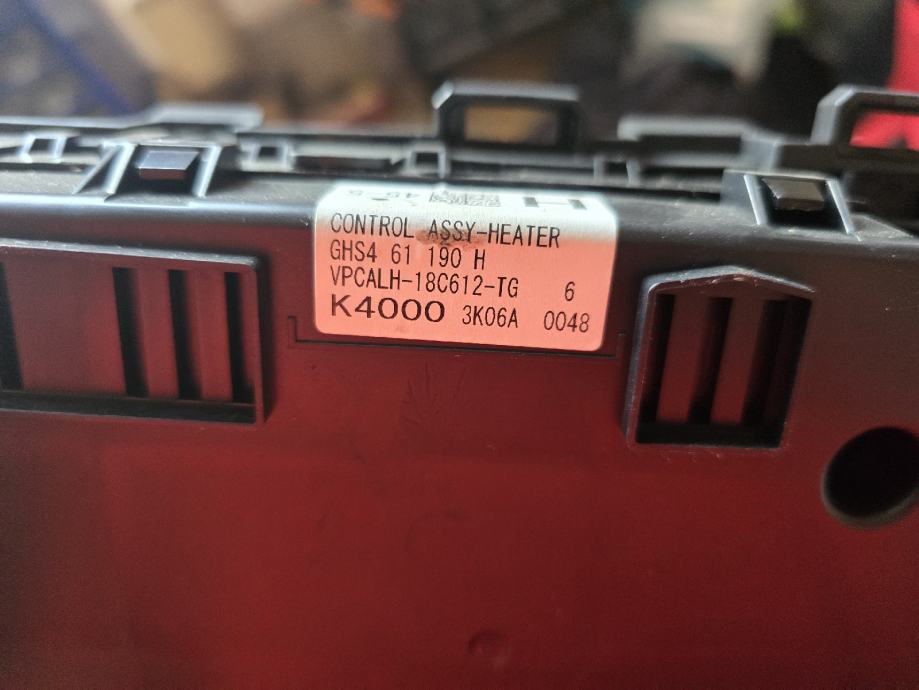 H
CONTROL ASSY-HEATER
GHS4 61 190 H
VPCALH-18C612-TG 6
K4000 3K06A 0048